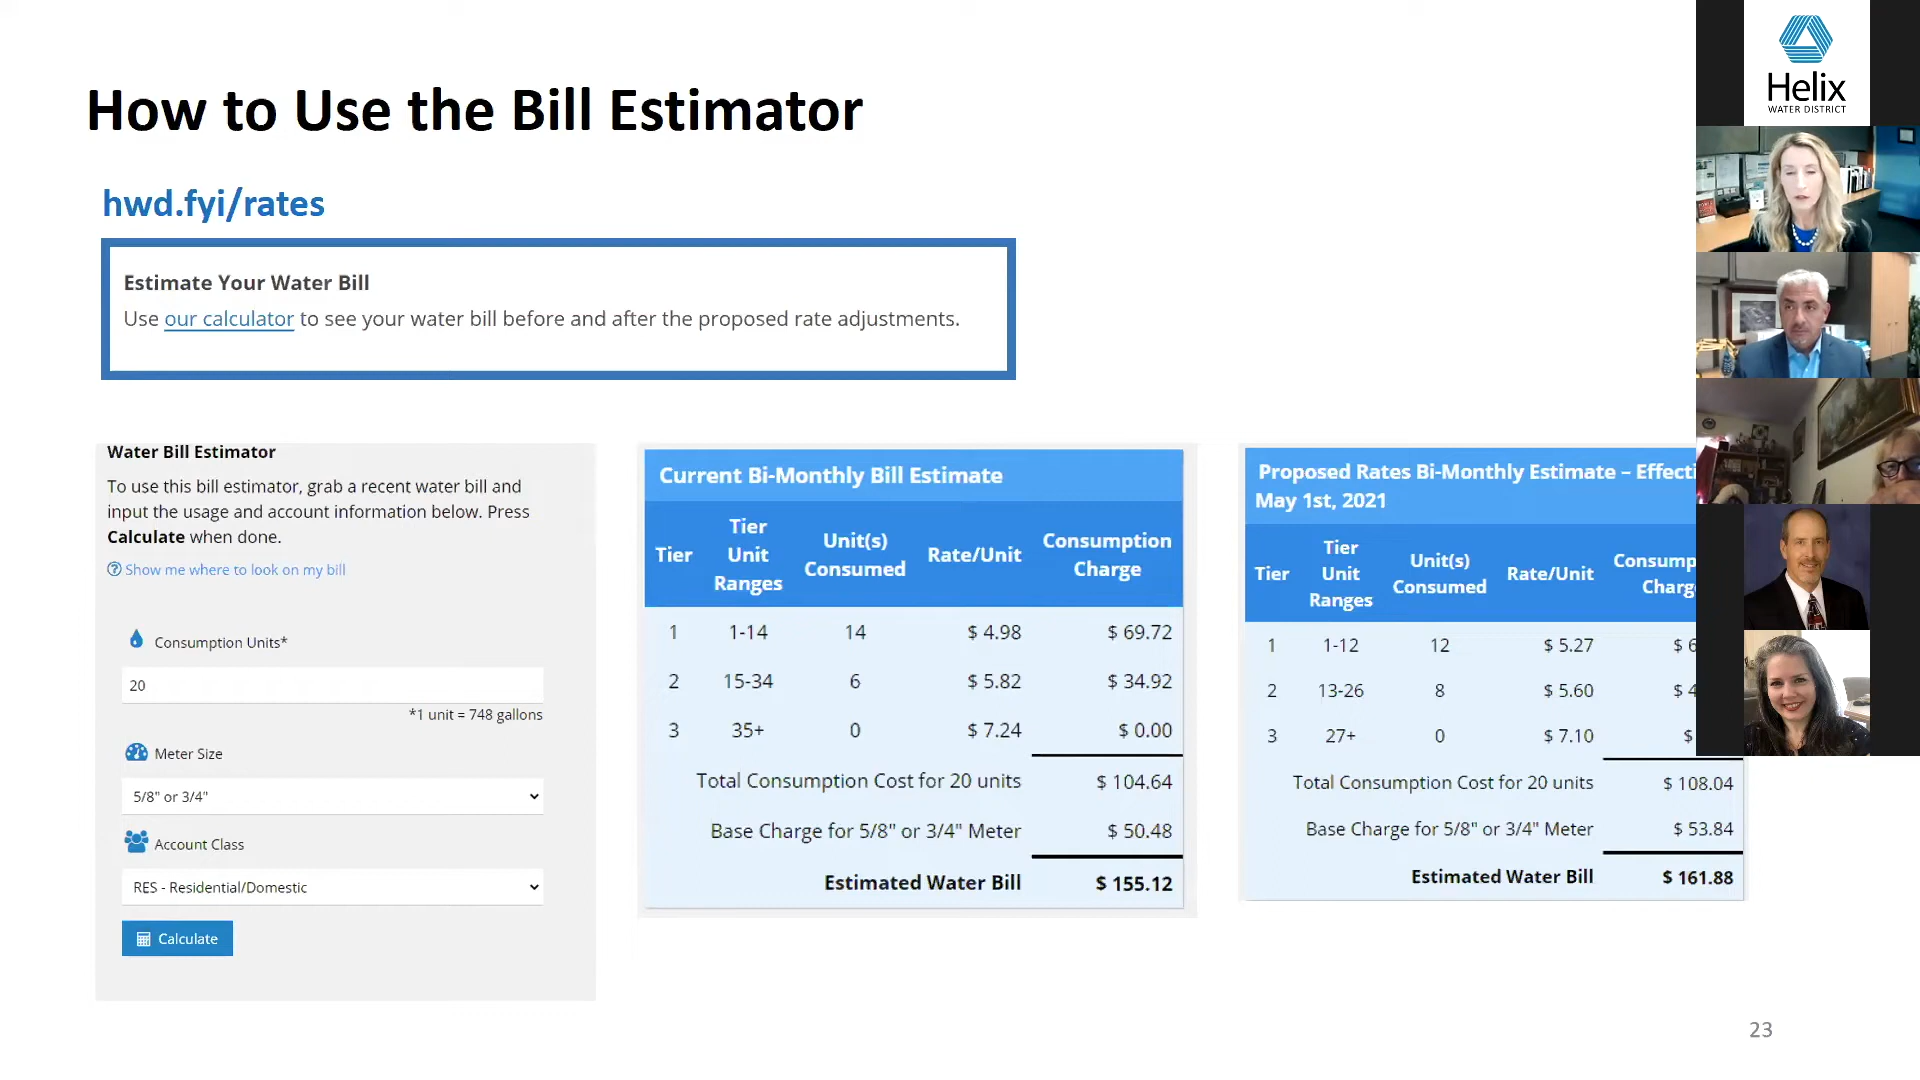 How to Use the Bill Estimator
hwd.fyi/rates
Estimate Your Water Bill
Use our calculator to see your water bill before and after the proposed rate adjustments.
Water Bill Estimator
To use this bill estimator, grab a recent water bill and
input the usage and account information below. Press
Calculate when done.
Show me where to look on my bill
Consumption Units*
20
*1 unit = 748 gallons
Meter Size
5/8" or 3/4"
Account Class
RES - Residential/Domestic
Calculate
Current Bi-Monthly Bill Estimate
Tier Tier Unit Ranges Unit(s) Consumed Rate/Unit Consumption Charge
1 1-14 14 $ 4.98 $ 69.72
2 15-34 6 $ 5.82 $ 34.92
3 35+ 0 $ 7.24 $ 0.00
Total Consumption Cost for 20 units $ 104.64
Base Charge for 5/8" or 3/4" Meter $ 50.48
Estimated Water Bill $ 155.12
Proposed Rates Bi-Monthly Estimate – Effecti
May 1st, 2021
Tier Tier Unit Ranges Unit(s) Consumed Rate/Unit Consump Charg
1 1-12 12 $ 5.27 $ 6
2 13-26 8 $ 5.60 $ 4
3 27+ 0 $ 7.10 $
Total Consumption Cost for 20 units $ 108.04
Base Charge for 5/8" or 3/4" Meter $ 53.84
Estimated Water Bill $ 161.88
Helix
WATER DISTRICT
23